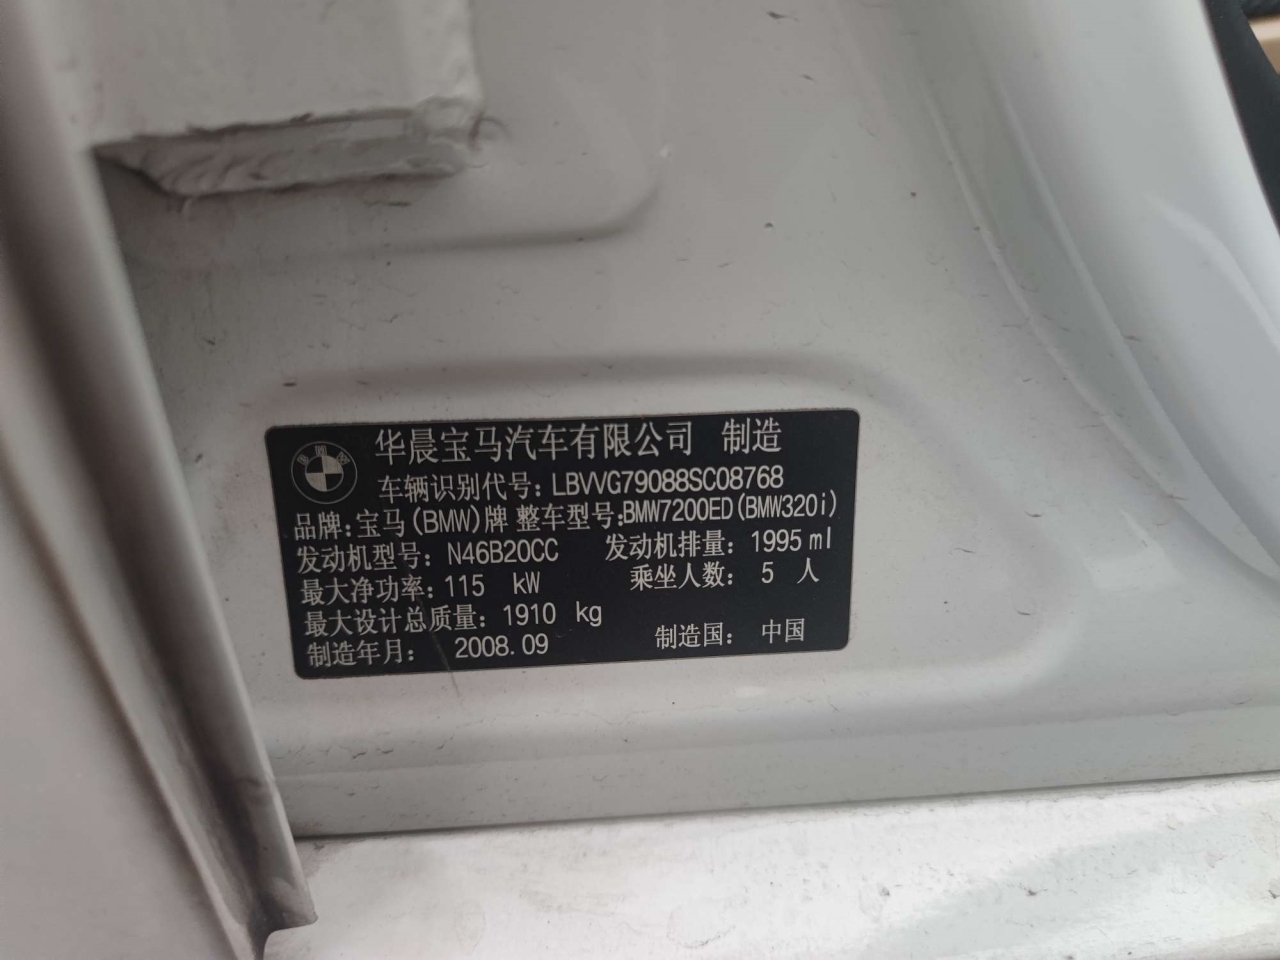 华晨宝马汽车有限公司 制造
车辆识别代号: LBVVG79088SC08768
品牌: 宝马(BMW)牌 整车型号:BMW7200ED(BMW320i)
发动机型号: N46B20CC 发动机排量: 1995ml
最大净功率: 115 kW 乘坐人数: 5 人
最大设计总质量: 1910 kg
制造年月: 2008.09 制造国: 中国